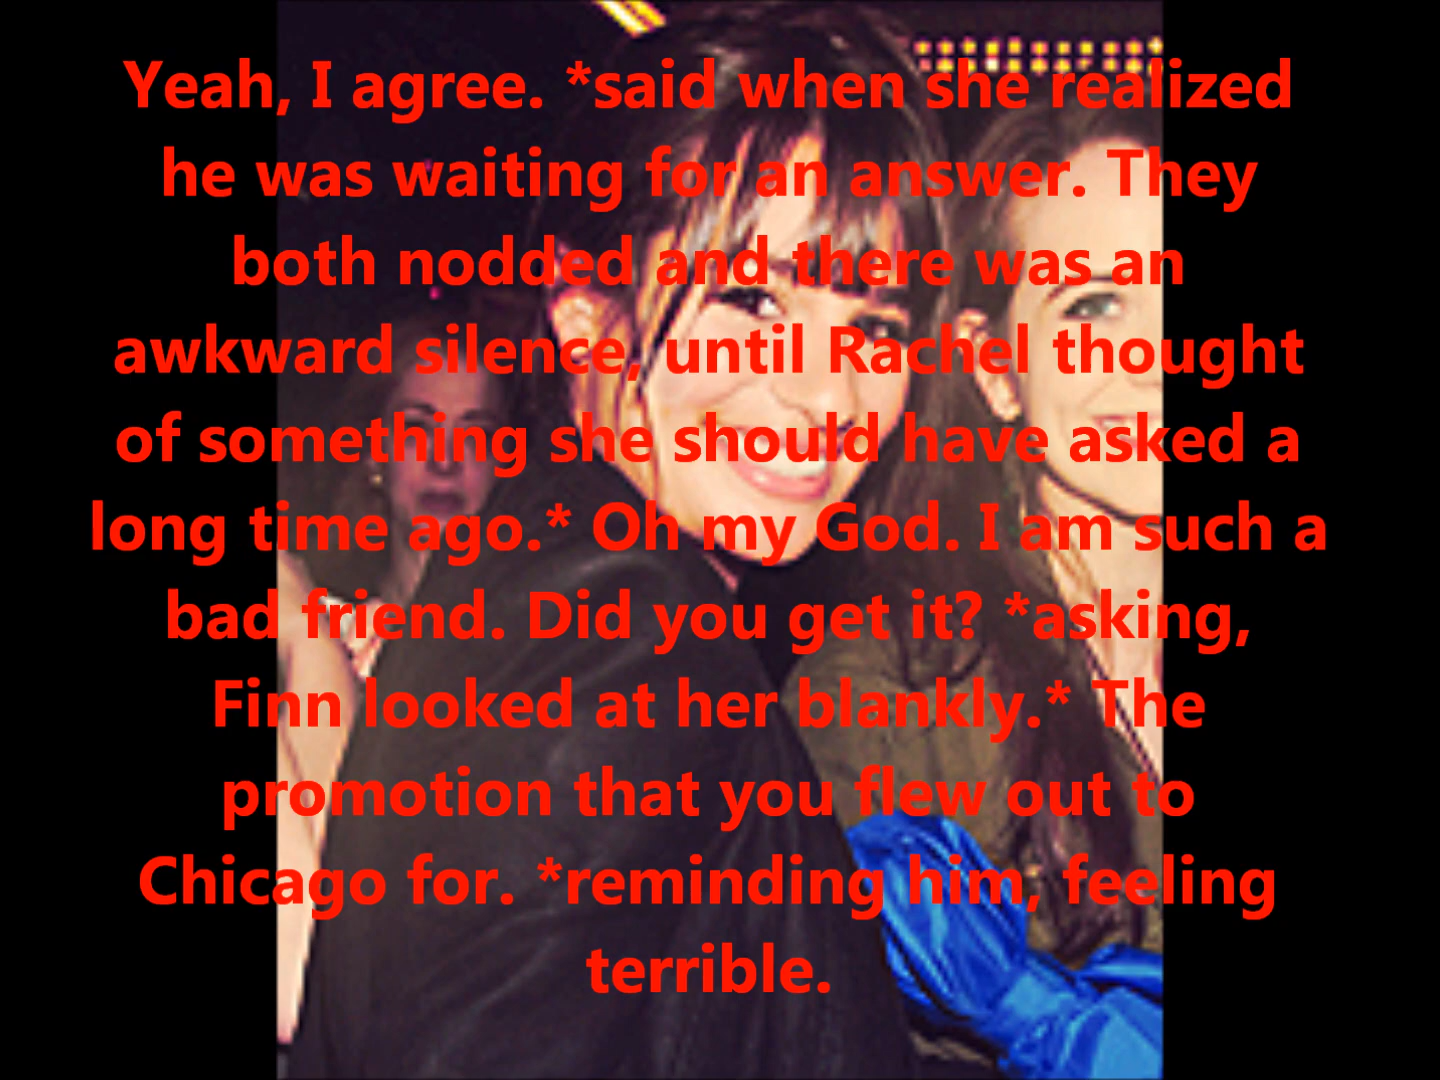 Yeah, I agree. *said when she realized
he was waiting for an answer. They
both nodded and there was an
awkward silence, until Rachel thought
of something she should have asked a
long time ago.* Oh my God. I am such a
bad friend. Did you get it? *asking,
Finn looked at her blankly.* The
promotion that you flew out to
Chicago for. *reminding him, feeling
terrible.